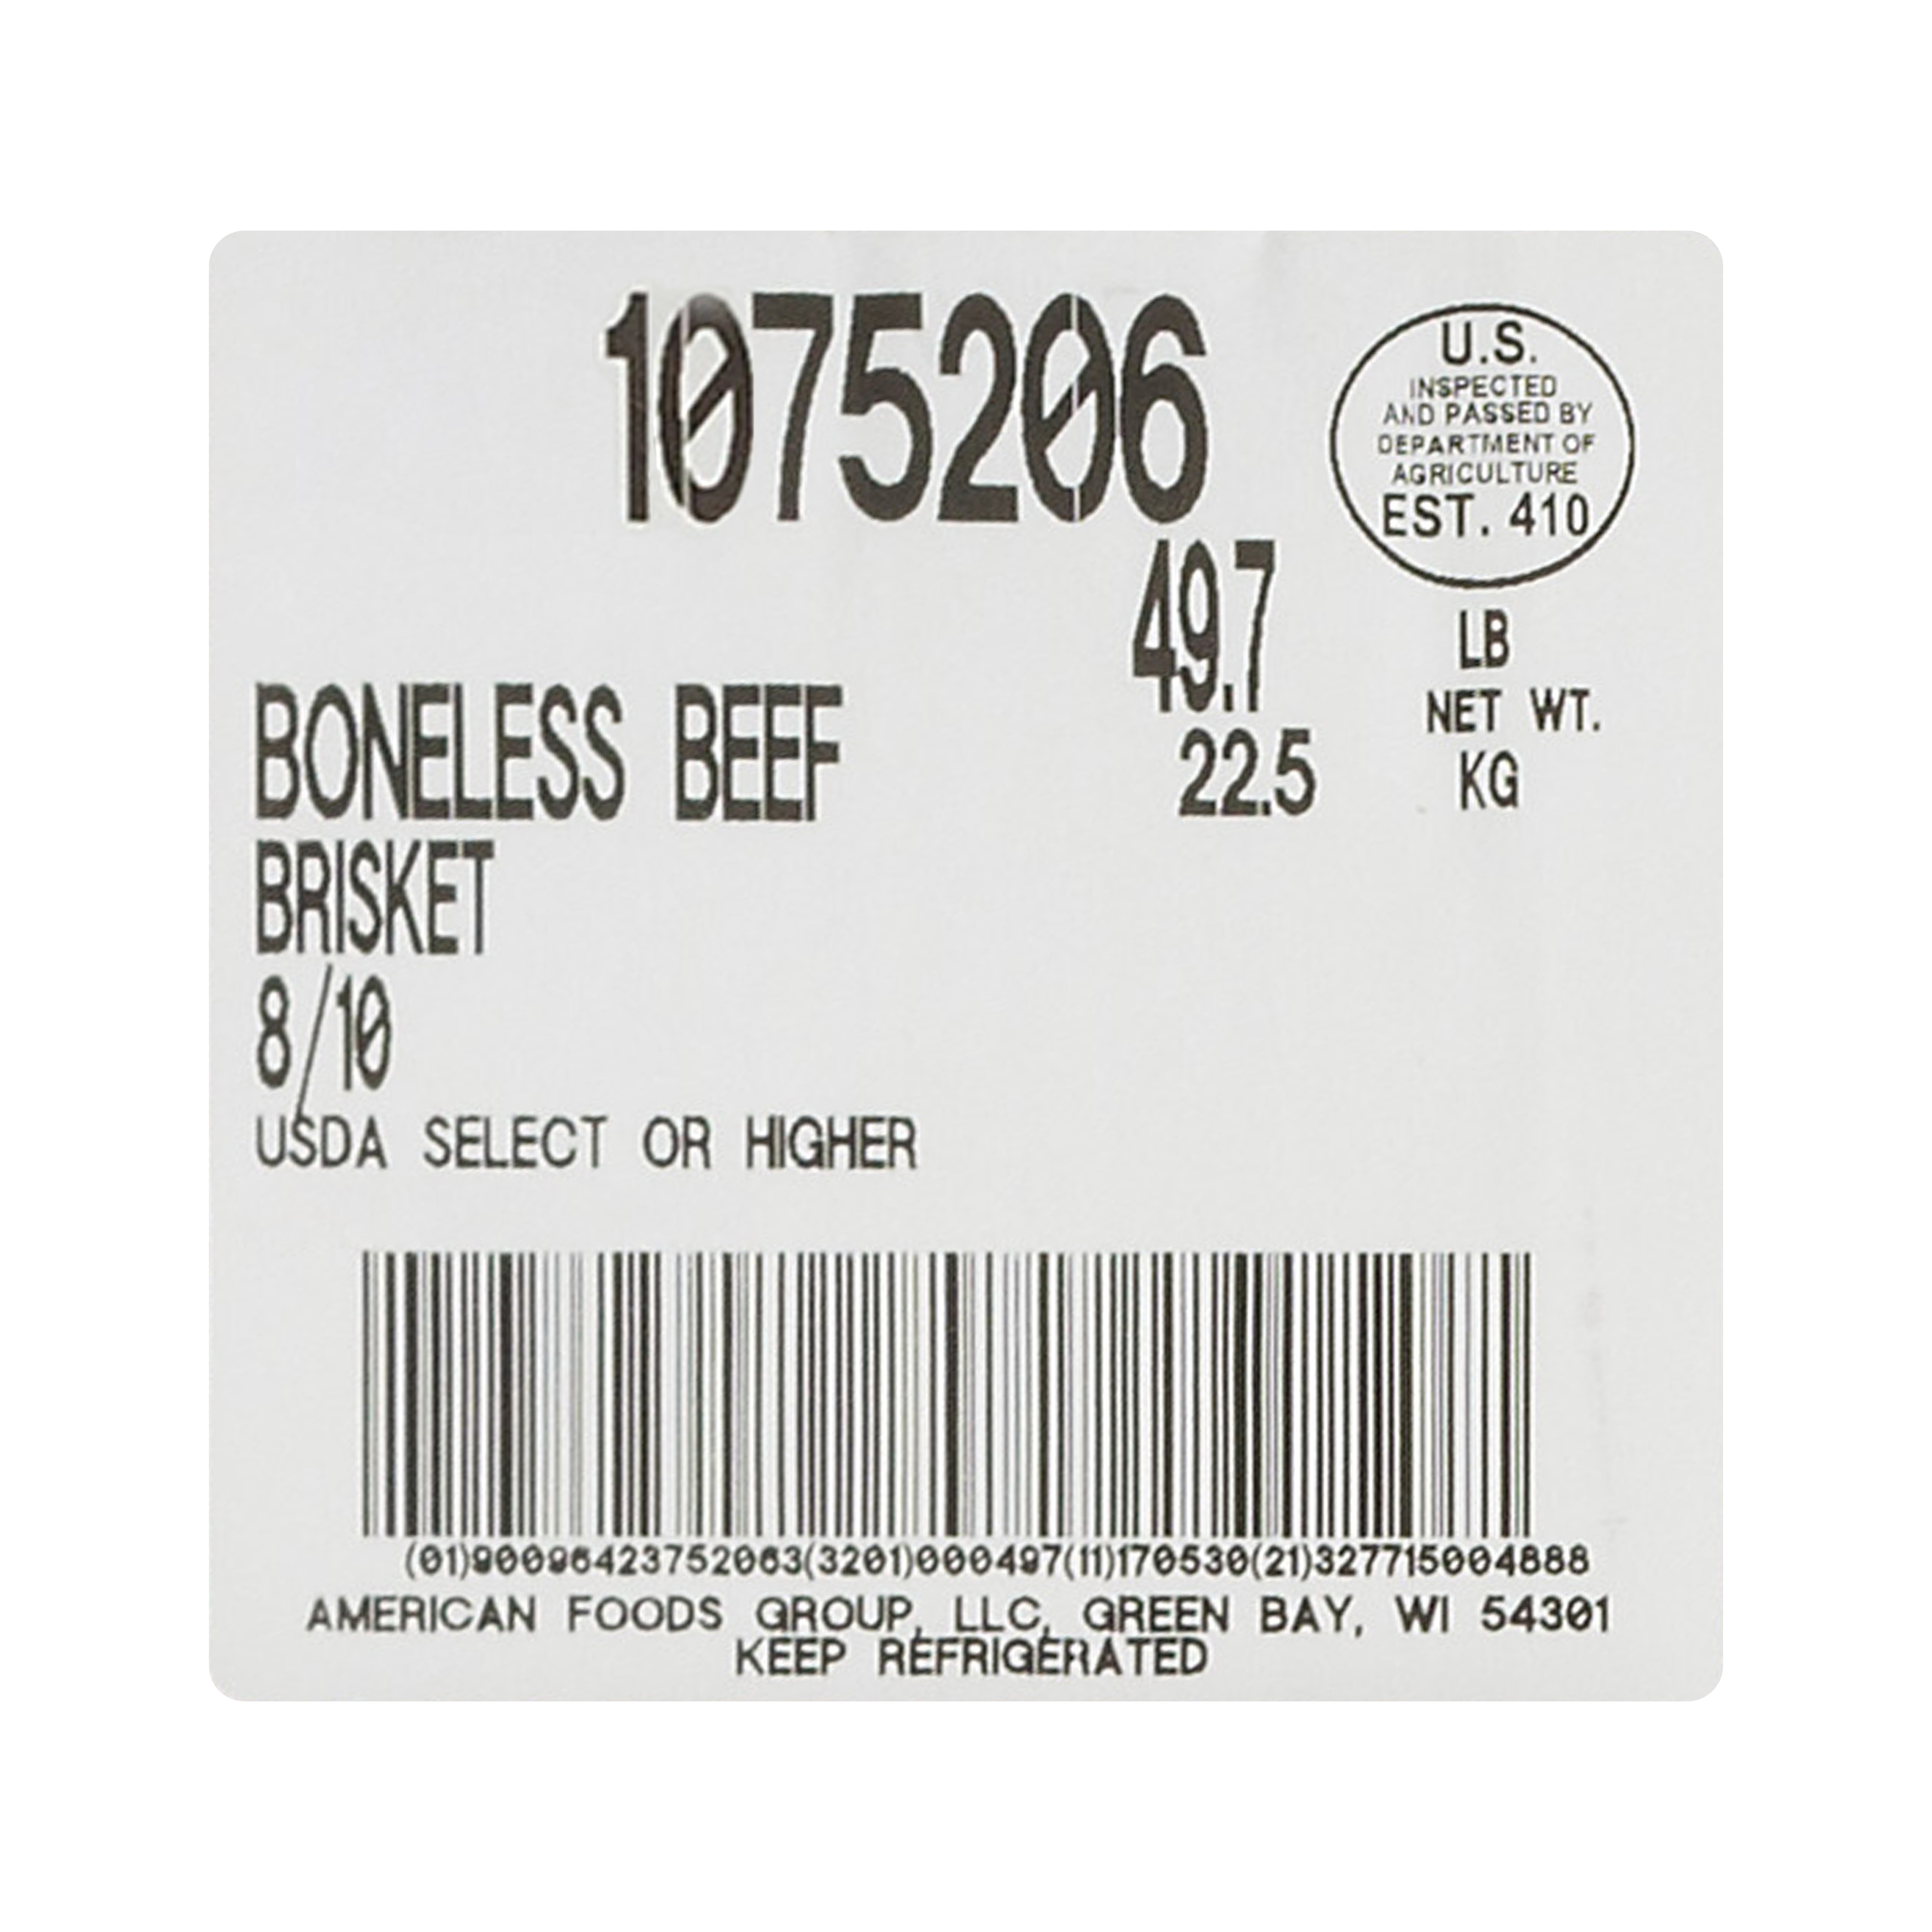 1075206
U.S.
INSPECTED
AND PASSED BY
DEPARTMENT OF
AGRICULTURE
EST. 410
49.7 LB
NET WT.
22.5 KG
BONELESS BEEF
BRISKET
8/10
USDA SELECT OR HIGHER
(01)90096423752063(3201)000497(11)170530(21)327715004888
AMERICAN FOODS GROUP, LLC, GREEN BAY, WI 54301
KEEP REFRIGERATED